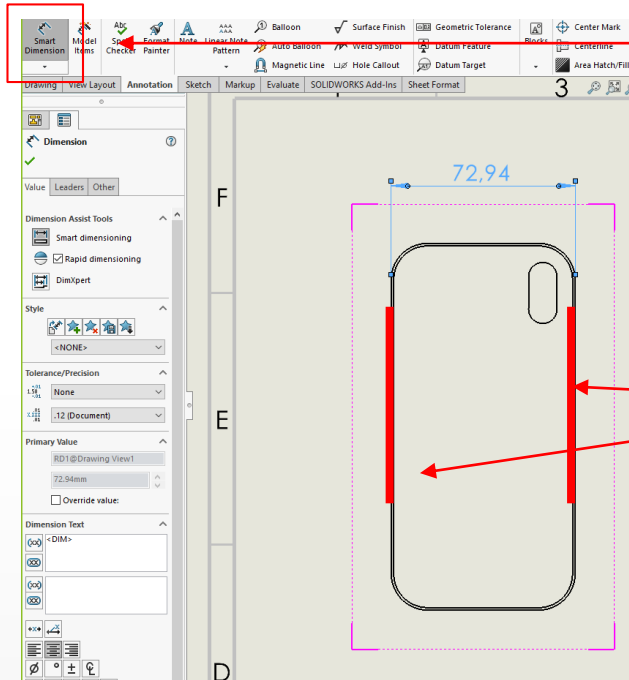 Smart Dimension
Model Items
Spell Checker
Format Painter
Note
Linear Note Pattern
Balloon
Auto Balloon
Magnetic Line
Surface Finish
Weld Symbol
Hole Callout
Geometric Tolerance
Datum Feature
Datum Target
Blocks
Center Mark
Centerline
Area Hatch/Fill
Drawing View Layout Annotation Sketch Markup Evaluate SOLIDWORKS Add-Ins Sheet Format
3
Dimension
Value Leaders Other
Dimension Assist Tools
Smart dimensioning
Rapid dimensioning
DimXpert
Style
<NONE>
Tolerance/Precision
None
.12 (Document)
Primary Value
RD1@Drawing View1
72.94mm
Override value:
Dimension Text
<DIM>
72,94
F
E
D